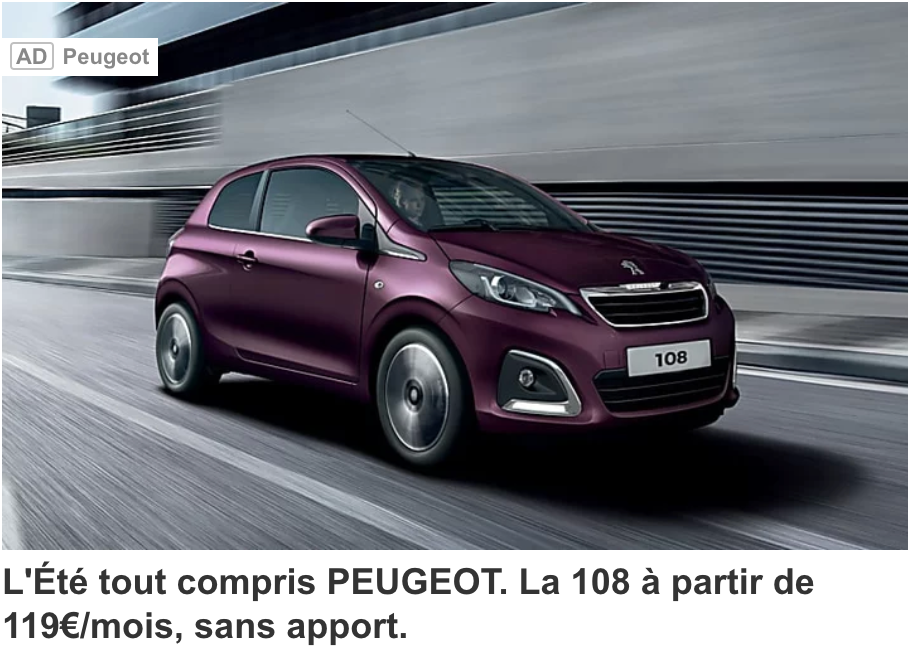 AD Peugeot
108
L'Été tout compris PEUGEOT. La 108 à partir de
119€/mois, sans apport.